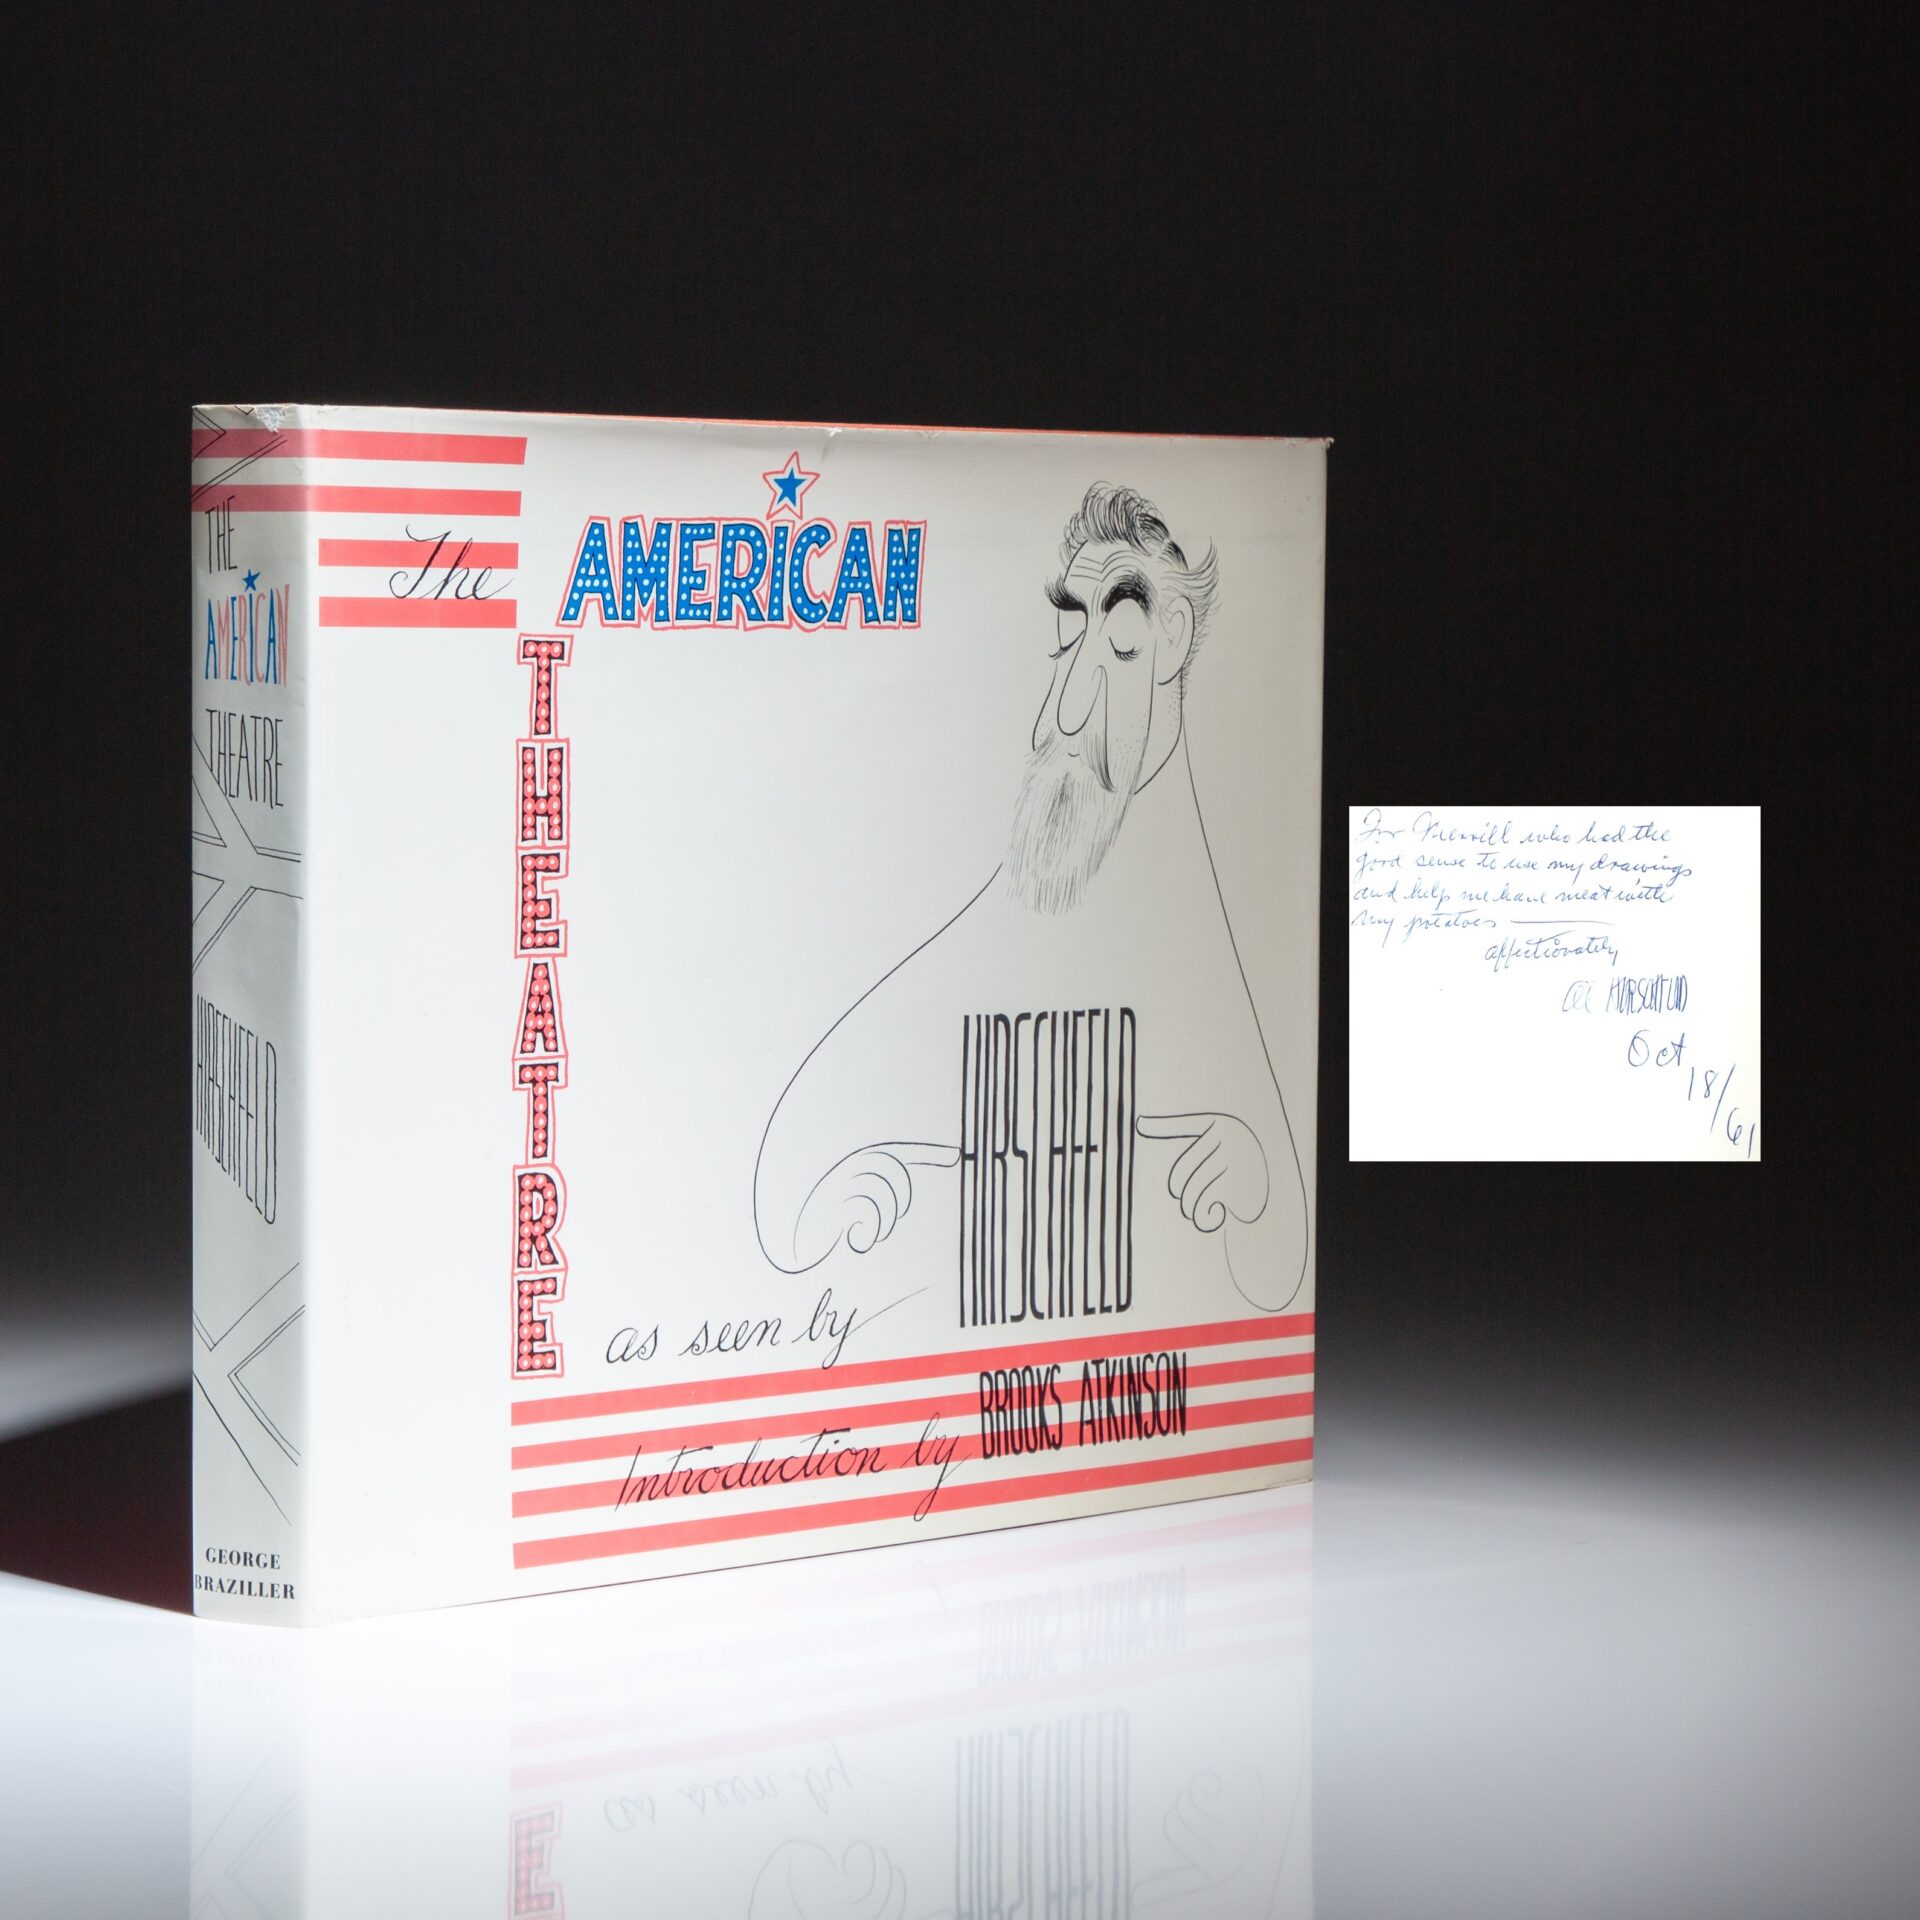 THE
AMERICAN
THEATRE
HIRSCHFELD
GEORGE
BRAZILLER
The AMERICAN
THEATRE
as seen by HIRSCHFELD
Introduction by BROOKS ATKINSON
For Merrill who had the
good sense to use my drawings
and help me have meat with
my potatoes
affectionately
Al HIRSCHFELD
Oct
18/
61